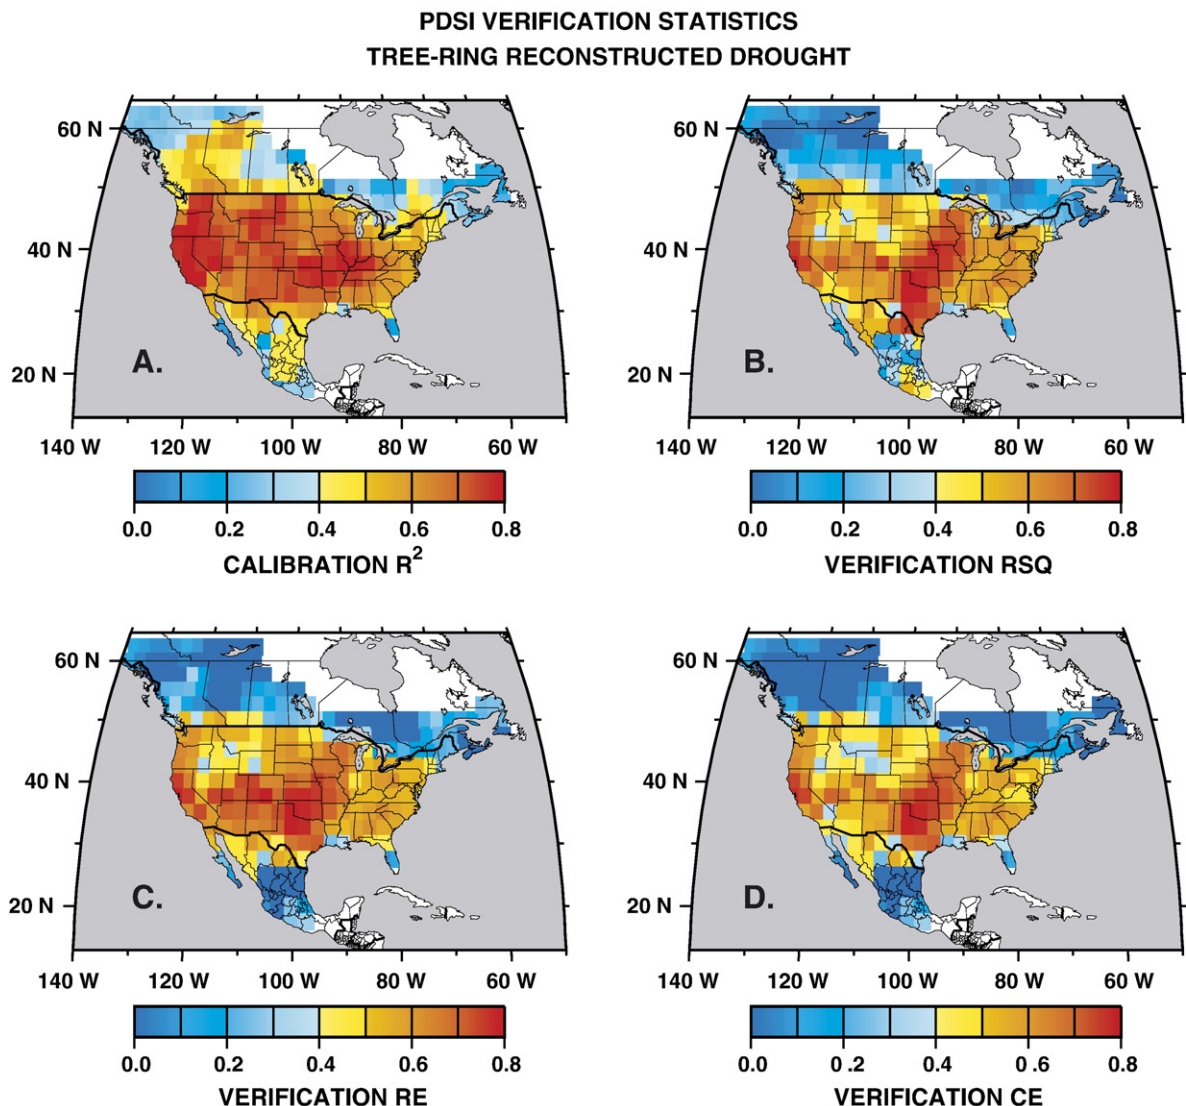 PDSI VERIFICATION STATISTICS
TREE-RING RECONSTRUCTED DROUGHT
60 N
40 N
20 N
A.
140 W 120 W 100 W 80 W 60 W
0.0 0.2 0.4 0.6 0.8
CALIBRATION R²
60 N
40 N
20 N
B.
140 W 120 W 100 W 80 W 60 W
0.0 0.2 0.4 0.6 0.8
VERIFICATION RSQ
60 N
40 N
20 N
C.
140 W 120 W 100 W 80 W 60 W
0.0 0.2 0.4 0.6 0.8
VERIFICATION RE
60 N
40 N
20 N
D.
140 W 120 W 100 W 80 W 60 W
0.0 0.2 0.4 0.6 0.8
VERIFICATION CE